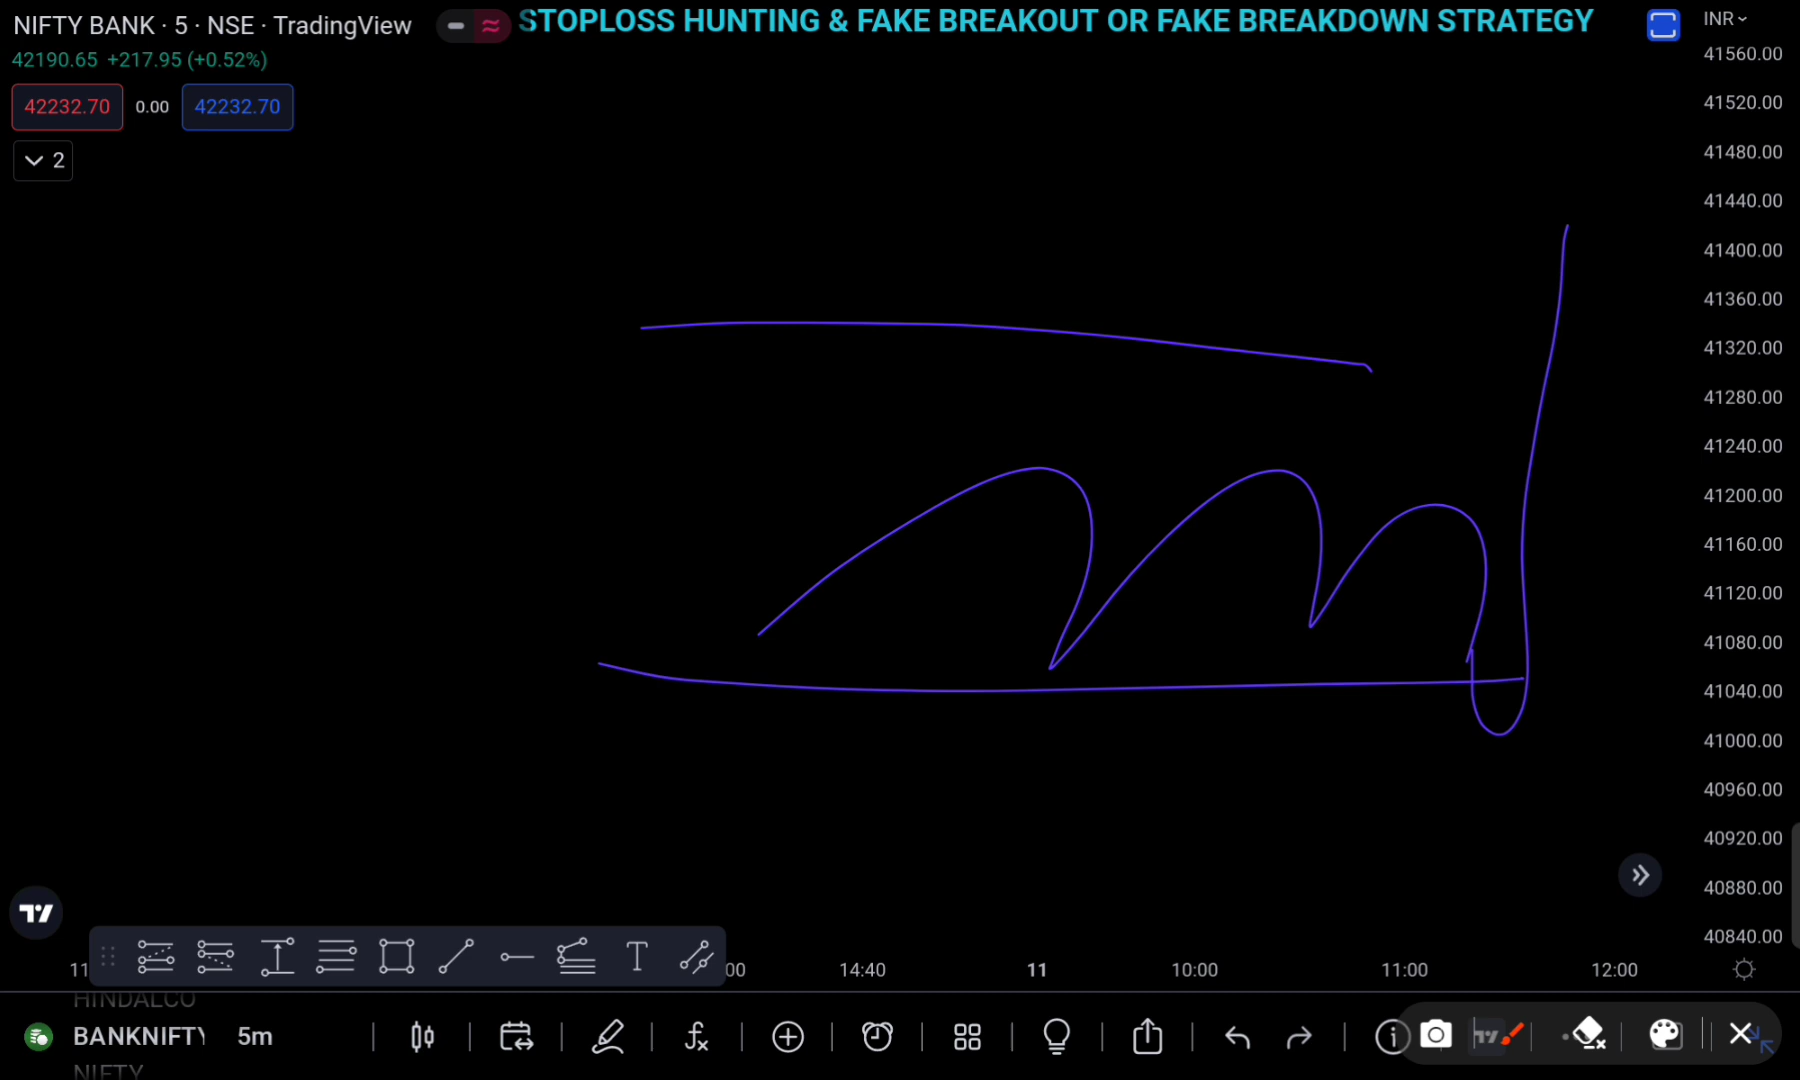 NIFTY BANK · 5 · NSE · TradingView
STOPLOSS HUNTING & FAKE BREAKOUT OR FAKE BREAKDOWN STRATEGY
INR
42190.65 +217.95 (+0.52%)
42232.70 0.00 42232.70
2
41560.00
41520.00
41480.00
41440.00
41400.00
41360.00
41320.00
41280.00
41240.00
41200.00
41160.00
41120.00
41080.00
41040.00
41000.00
40960.00
40920.00
40880.00
40840.00
11 00 14:40 11 10:00 11:00 12:00
HINDALCO
BANKNIFTY 5m
NIFTY